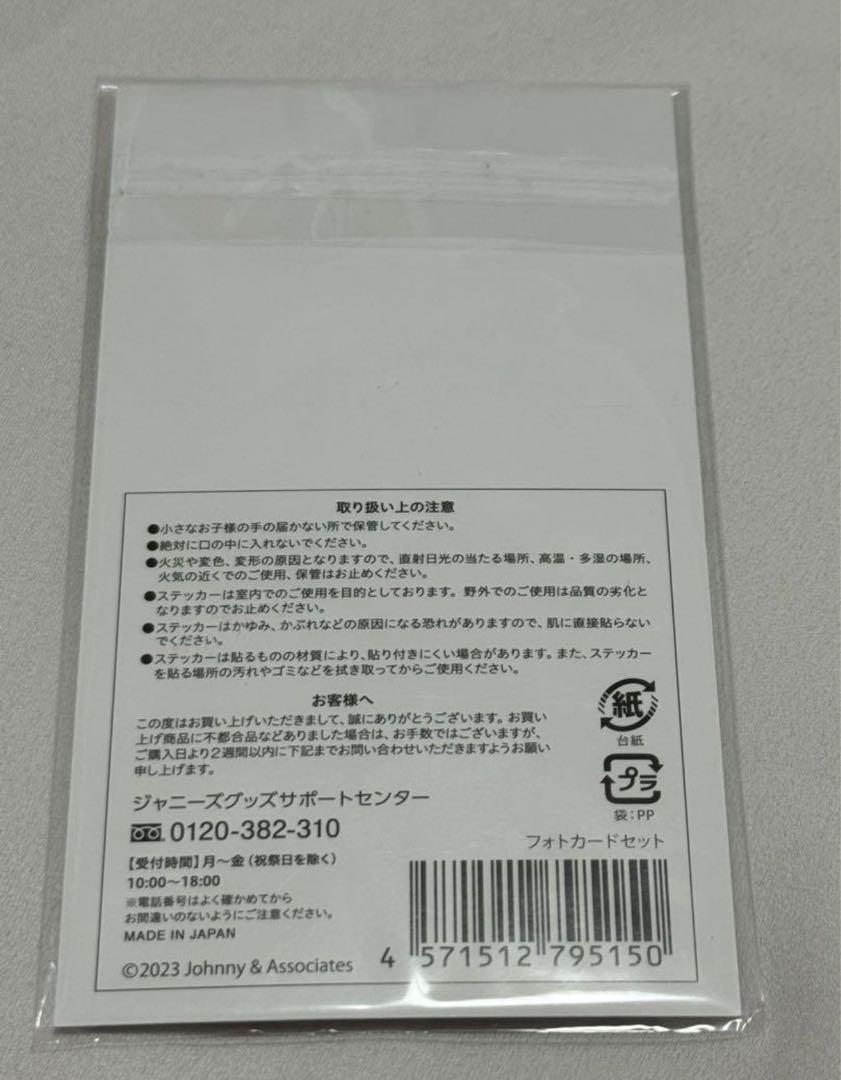 取り扱い上の注意
●小さなお子様の手の届かない所で保管してください。
●絶対に口の中に入れないでください。
●火災や変色、変形の原因となりますので、直射日光の当たる場所、高温・多湿の場所、
火気の近くでのご使用、保管はお止めください。
●ステッカーは室内でのご使用を目的としております。野外でのご使用は品質の劣化と
なりますのでお止めください。
●ステッカーはかゆみ、かぶれなどの原因になる恐れがありますので、肌に直接貼らない
でください。
●ステッカーは貼るものの材質により、貼り付きにくい場合があります。また、ステッカー
を貼る場所の汚れやゴミなどを拭き取ってからご使用ください。
お客様へ
この度はお買い上げいただきまして、誠にありがとうございます。お買い
上げ商品に不都合品などありました場合は、お手数ではございますが、
ご購入日より2週間以内に下記までお問い合わせいただきますようお願い
申し上げます。
紙
台紙
プラ
袋:PP
ジャニーズグッズサポートセンター
0120-382-310
フォトカードセット
【受付時間】月〜金(祝祭日を除く)
10:00〜18:00
※電話番号はよく確かめてから
お間違いのないようにご注意ください。
MADE IN JAPAN
©2023 Johnny & Associates
4 571512 795150